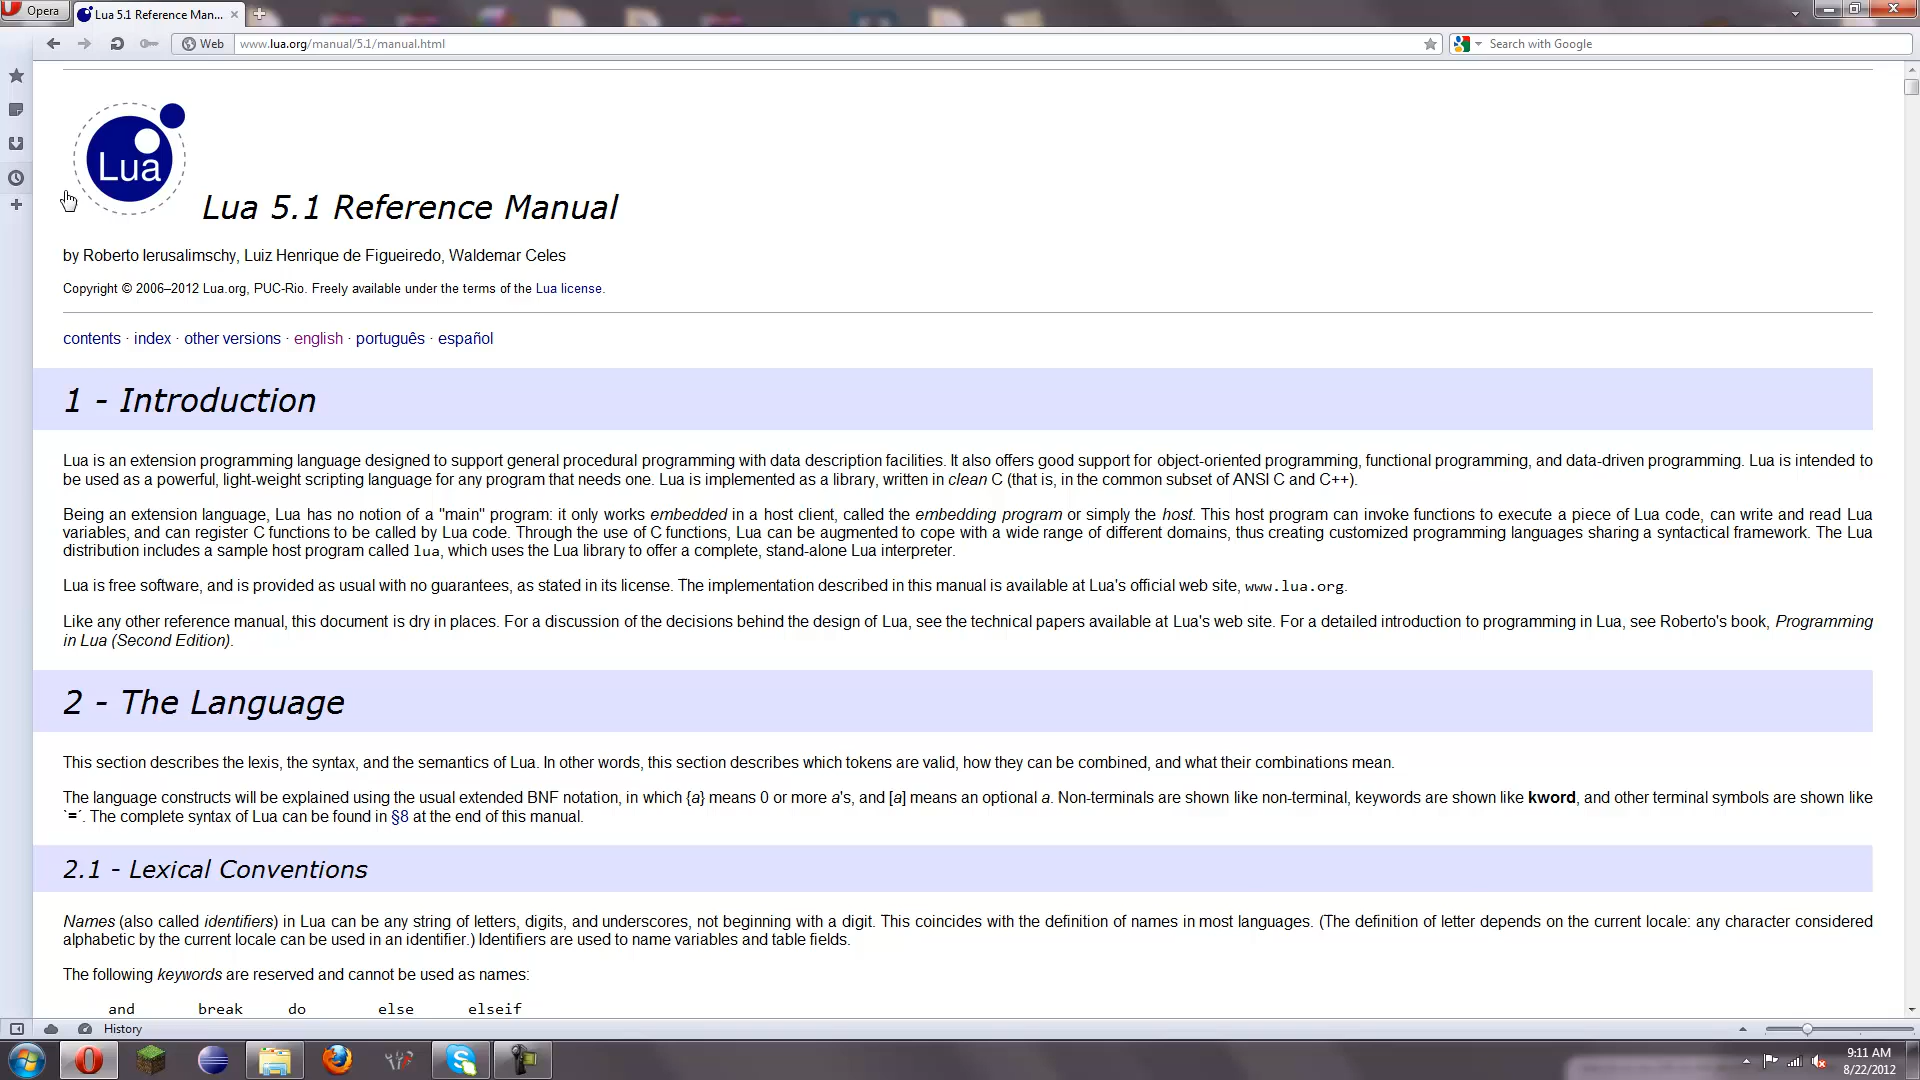 Opera
Lua 5.1 Reference Man...
Web
www.lua.org/manual/5.1/manual.html
Search with Google
Lua
Lua 5.1 Reference Manual
by Roberto Ierusalimschy, Luiz Henrique de Figueiredo, Waldemar Celes
Copyright © 2006–2012 Lua.org, PUC-Rio. Freely available under the terms of the Lua license.
contents · index · other versions · english · português · español
1 - Introduction
Lua is an extension programming language designed to support general procedural programming with data description facilities. It also offers good support for object-oriented programming, functional programming, and data-driven programming. Lua is intended to
be used as a powerful, light-weight scripting language for any program that needs one. Lua is implemented as a library, written in clean C (that is, in the common subset of ANSI C and C++).
Being an extension language, Lua has no notion of a "main" program: it only works embedded in a host client, called the embedding program or simply the host. This host program can invoke functions to execute a piece of Lua code, can write and read Lua
variables, and can register C functions to be called by Lua code. Through the use of C functions, Lua can be augmented to cope with a wide range of different domains, thus creating customized programming languages sharing a syntactical framework. The Lua
distribution includes a sample host program called lua, which uses the Lua library to offer a complete, stand-alone Lua interpreter.
Lua is free software, and is provided as usual with no guarantees, as stated in its license. The implementation described in this manual is available at Lua's official web site, www.lua.org.
Like any other reference manual, this document is dry in places. For a discussion of the decisions behind the design of Lua, see the technical papers available at Lua's web site. For a detailed introduction to programming in Lua, see Roberto's book, Programming
in Lua (Second Edition).
2 - The Language
This section describes the lexis, the syntax, and the semantics of Lua. In other words, this section describes which tokens are valid, how they can be combined, and what their combinations mean.
The language constructs will be explained using the usual extended BNF notation, in which {a} means 0 or more a's, and [a] means an optional a. Non-terminals are shown like non-terminal, keywords are shown like kword, and other terminal symbols are shown like
`=´. The complete syntax of Lua can be found in §8 at the end of this manual.
2.1 - Lexical Conventions
Names (also called identifiers) in Lua can be any string of letters, digits, and underscores, not beginning with a digit. This coincides with the definition of names in most languages. (The definition of letter depends on the current locale: any character considered
alphabetic by the current locale can be used in an identifier.) Identifiers are used to name variables and table fields.
The following keywords are reserved and cannot be used as names:
and break do else elseif
History
9:11 AM
8/22/2012